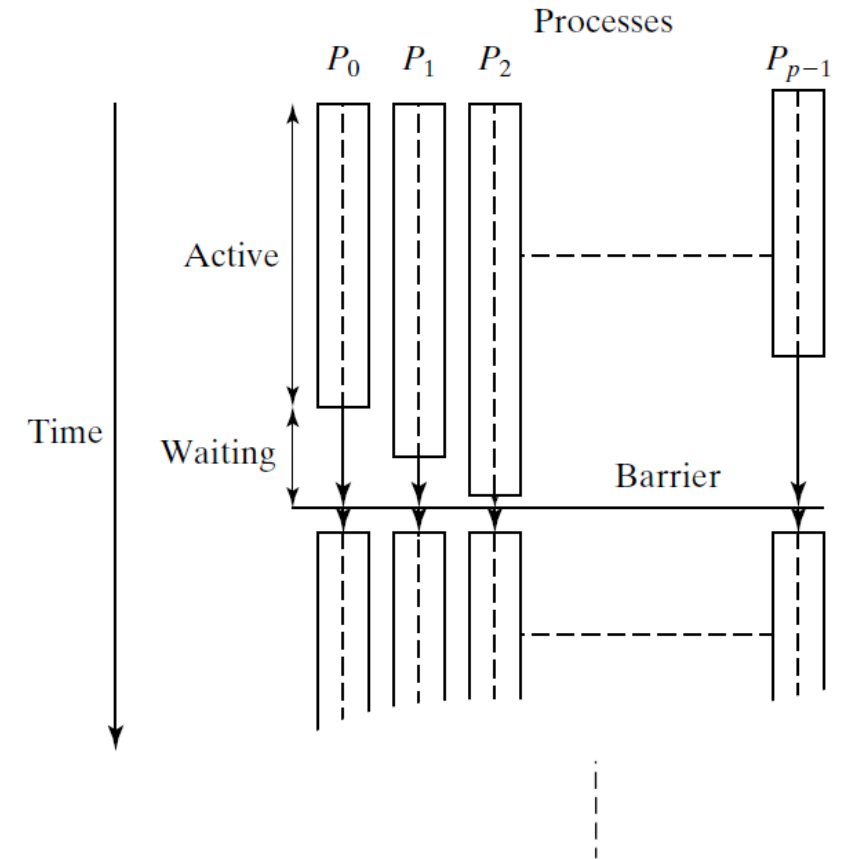 Processes
P0 P1 P2 Pp−1
Active
Time
Waiting
Barrier